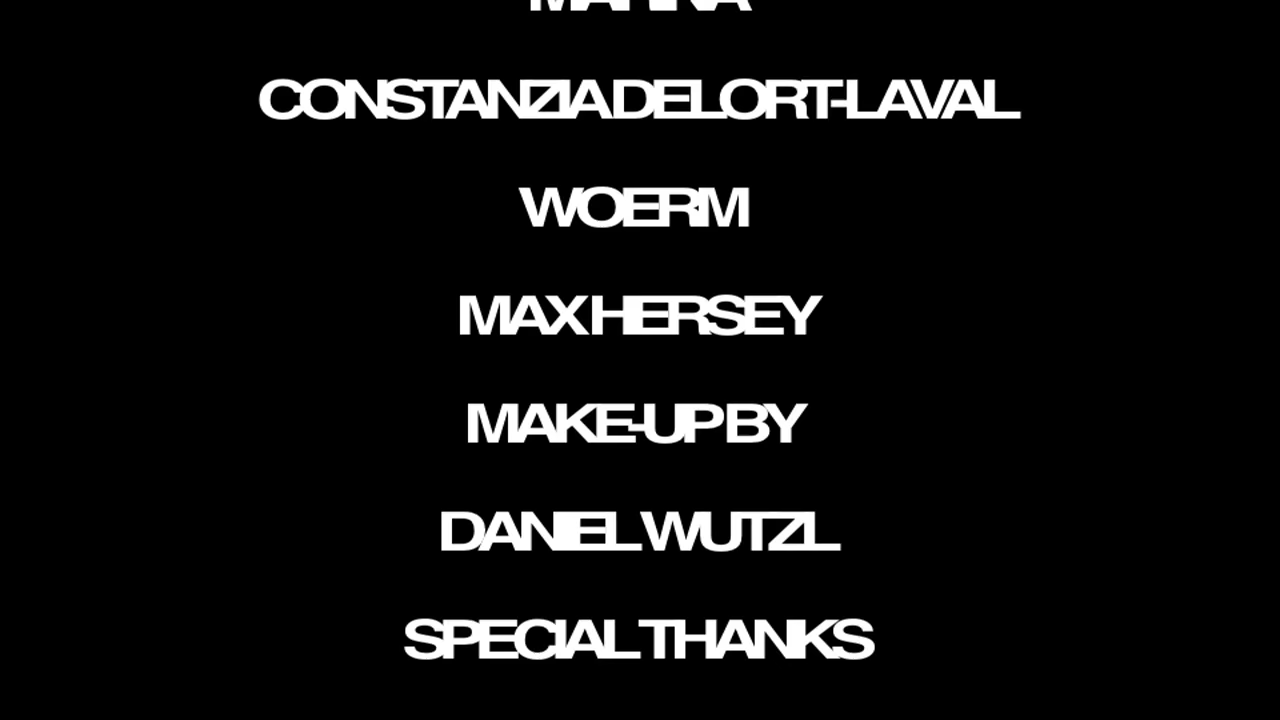 CONSTANZIA DELORT-LAVAL
WOERM
MAX HERSEY
MAKE-UP BY
DANIEL WUTZL
SPECIAL THANKS